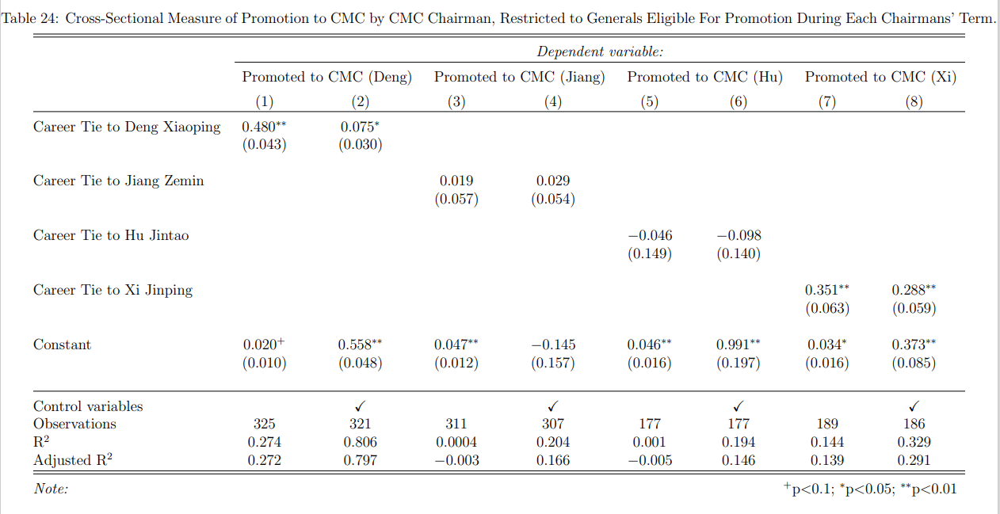 Table 24: Cross-Sectional Measure of Promotion to CMC by CMC Chairman, Restricted to Generals Eligible For Promotion During Each Chairmans' Term.
Dependent variable:
Promoted to CMC (Deng) Promoted to CMC (Jiang) Promoted to CMC (Hu) Promoted to CMC (Xi)
(1) (2) (3) (4) (5) (6) (7) (8)
Career Tie to Deng Xiaoping 0.480** 0.075*
(0.043) (0.030)
Career Tie to Jiang Zemin 0.019 0.029
(0.057) (0.054)
Career Tie to Hu Jintao −0.046 −0.098
(0.149) (0.140)
Career Tie to Xi Jinping 0.351** 0.288**
(0.063) (0.059)
Constant 0.020+ 0.558** 0.047** −0.145 0.046** 0.991** 0.034* 0.373**
(0.010) (0.048) (0.012) (0.157) (0.016) (0.197) (0.016) (0.085)
Control variables ✓ ✓ ✓ ✓
Observations 325 321 311 307 177 177 189 186
R² 0.274 0.806 0.0004 0.204 0.001 0.194 0.144 0.329
Adjusted R² 0.272 0.797 −0.003 0.166 −0.005 0.146 0.139 0.291
Note: +p<0.1; *p<0.05; **p<0.01